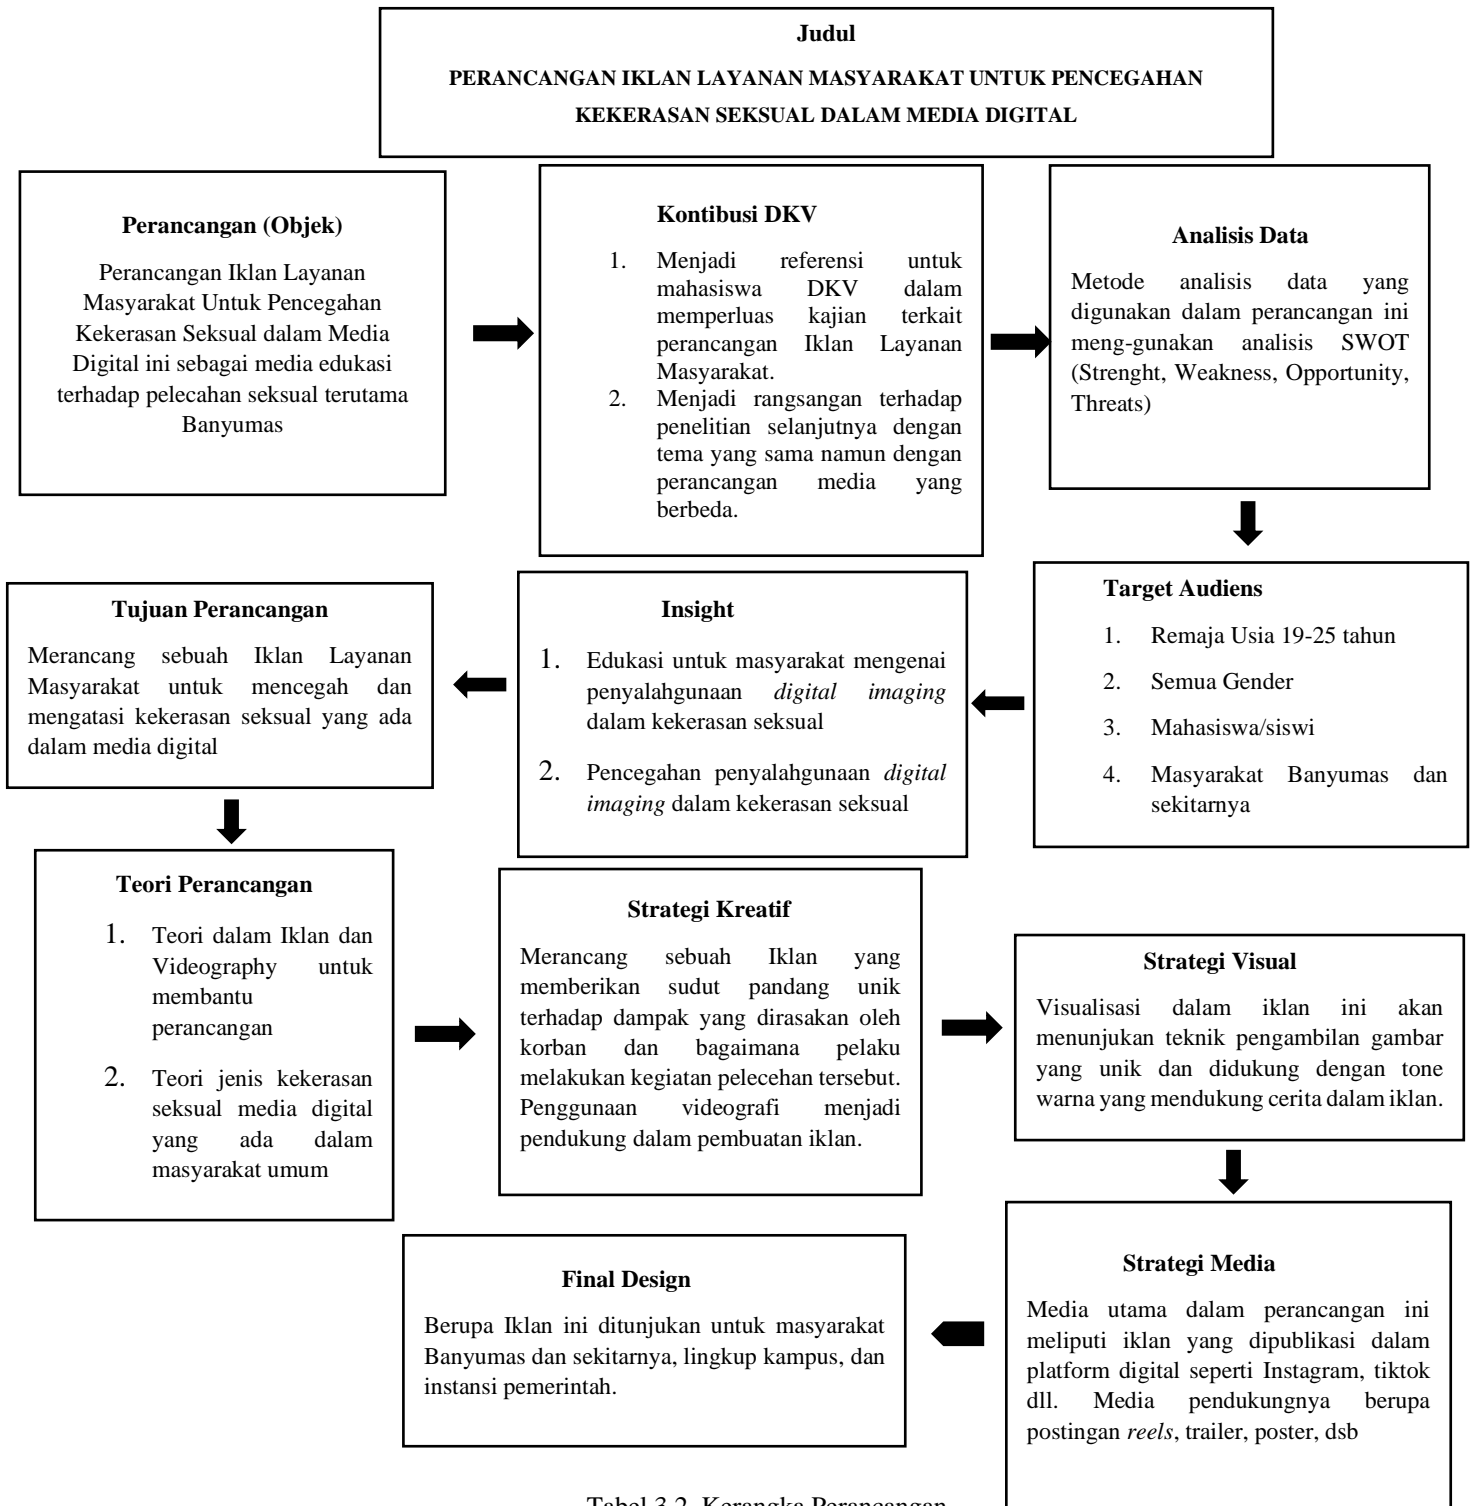 Judul
PERANCANGAN IKLAN LAYANAN MASYARAKAT UNTUK PENCEGAHAN
KEKERASAN SEKSUAL DALAM MEDIA DIGITAL
Perancangan (Objek)
Perancangan Iklan Layanan
Masyarakat Untuk Pencegahan
Kekerasan Seksual dalam Media
Digital ini sebagai media edukasi
terhadap pelecahan seksual terutama
Banyumas
Kontibusi DKV
1. Menjadi referensi untuk
mahasiswa DKV dalam
memperluas kajian terkait
perancangan Iklan Layanan
Masyarakat.
2. Menjadi rangsangan terhadap
penelitian selanjutnya dengan
tema yang sama namun dengan
perancangan media yang
berbeda.
Analisis Data
Metode analisis data yang
digunakan dalam perancangan ini
meng-gunakan analisis SWOT
(Strenght, Weakness, Opportunity,
Threats)
Target Audiens
1. Remaja Usia 19-25 tahun
2. Semua Gender
3. Mahasiswa/siswi
4. Masyarakat Banyumas dan
sekitarnya
Insight
1. Edukasi untuk masyarakat mengenai
penyalahgunaan digital imaging
dalam kekerasan seksual
2. Pencegahan penyalahgunaan digital
imaging dalam kekerasan seksual
Tujuan Perancangan
Merancang sebuah Iklan Layanan
Masyarakat untuk mencegah dan
mengatasi kekerasan seksual yang ada
dalam media digital
Teori Perancangan
1. Teori dalam Iklan dan
Videography untuk
membantu
perancangan
2. Teori jenis kekerasan
seksual media digital
yang ada dalam
masyarakat umum
Strategi Kreatif
Merancang sebuah Iklan yang
memberikan sudut pandang unik
terhadap dampak yang dirasakan oleh
korban dan bagaimana pelaku
melakukan kegiatan pelecehan tersebut.
Penggunaan videografi menjadi
pendukung dalam pembuatan iklan.
Strategi Visual
Visualisasi dalam iklan ini akan
menunjukan teknik pengambilan gambar
yang unik dan didukung dengan tone
warna yang mendukung cerita dalam iklan.
Strategi Media
Media utama dalam perancangan ini
meliputi iklan yang dipublikasi dalam
platform digital seperti Instagram, tiktok
dll. Media pendukungnya berupa
postingan reels, trailer, poster, dsb
Final Design
Berupa Iklan ini ditunjukan untuk masyarakat
Banyumas dan sekitarnya, lingkup kampus, dan
instansi pemerintah.
Tabel 3.2. Kerangka Perancangan